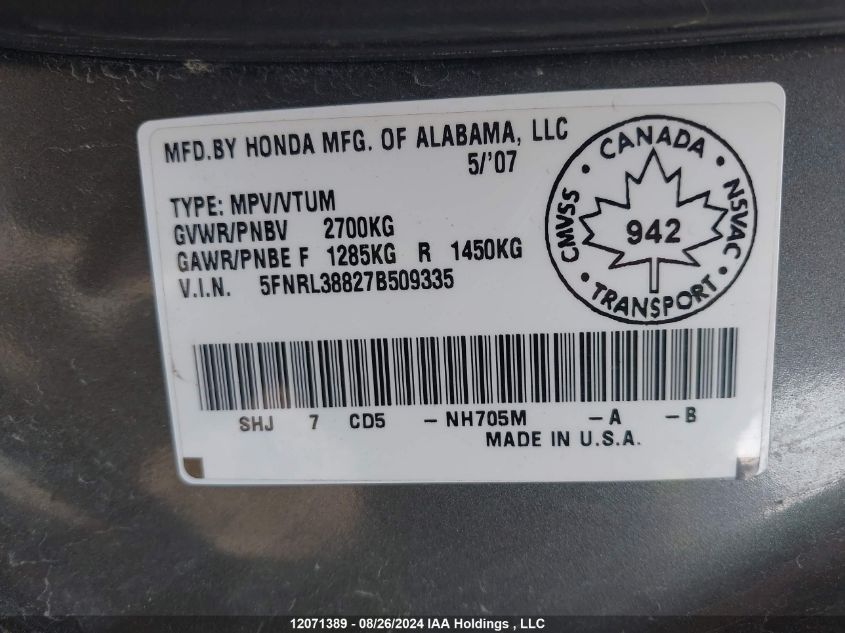 MFD.BY HONDA MFG. OF ALABAMA, LLC
5/'07
TYPE: MPV/VTUM
GVWR/PNBV 2700KG
GAWR/PNBE F 1285KG R 1450KG
V.I.N. 5FNRL38827B509335
• CANADA •
CMVSS
942
NSVAC
• TRANSPORT •
SHJ 7 CD5 -NH705M -A -B
MADE IN U.S.A.
12071389 - 08/26/2024 IAA Holdings , LLC